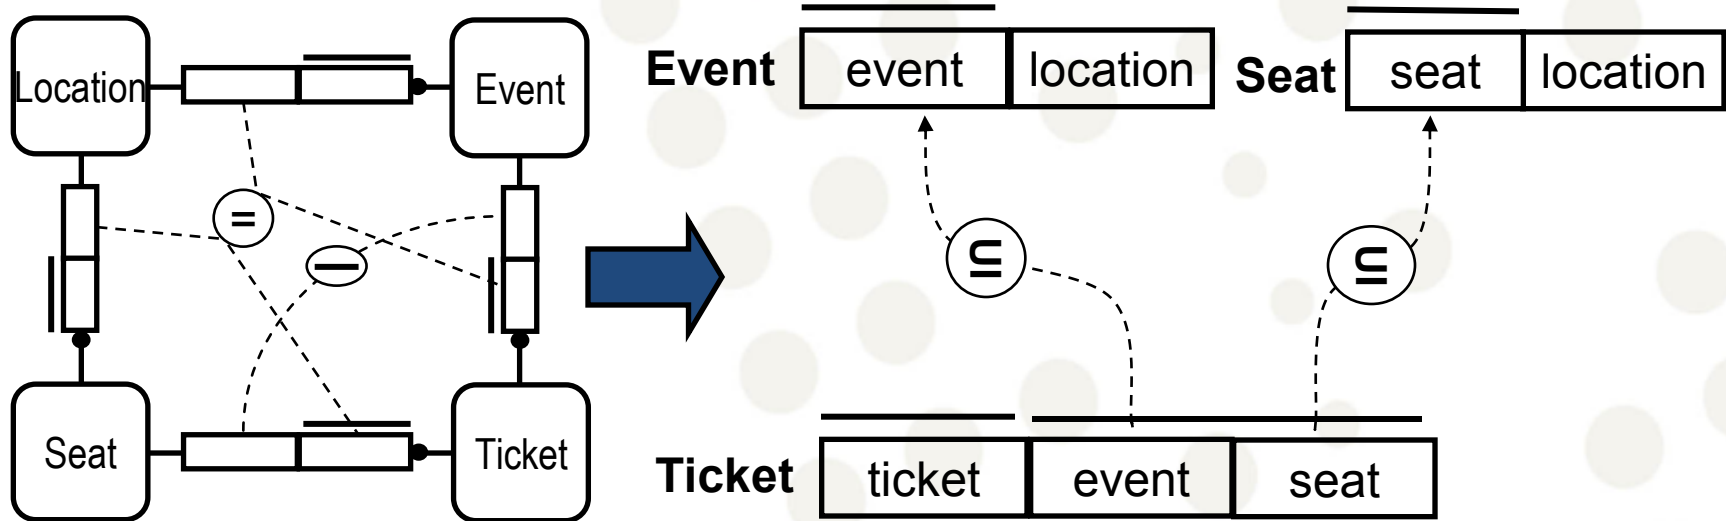 Location
Event
=
Seat
Ticket
Event event location
Seat seat location
⊆
⊆
Ticket ticket event seat